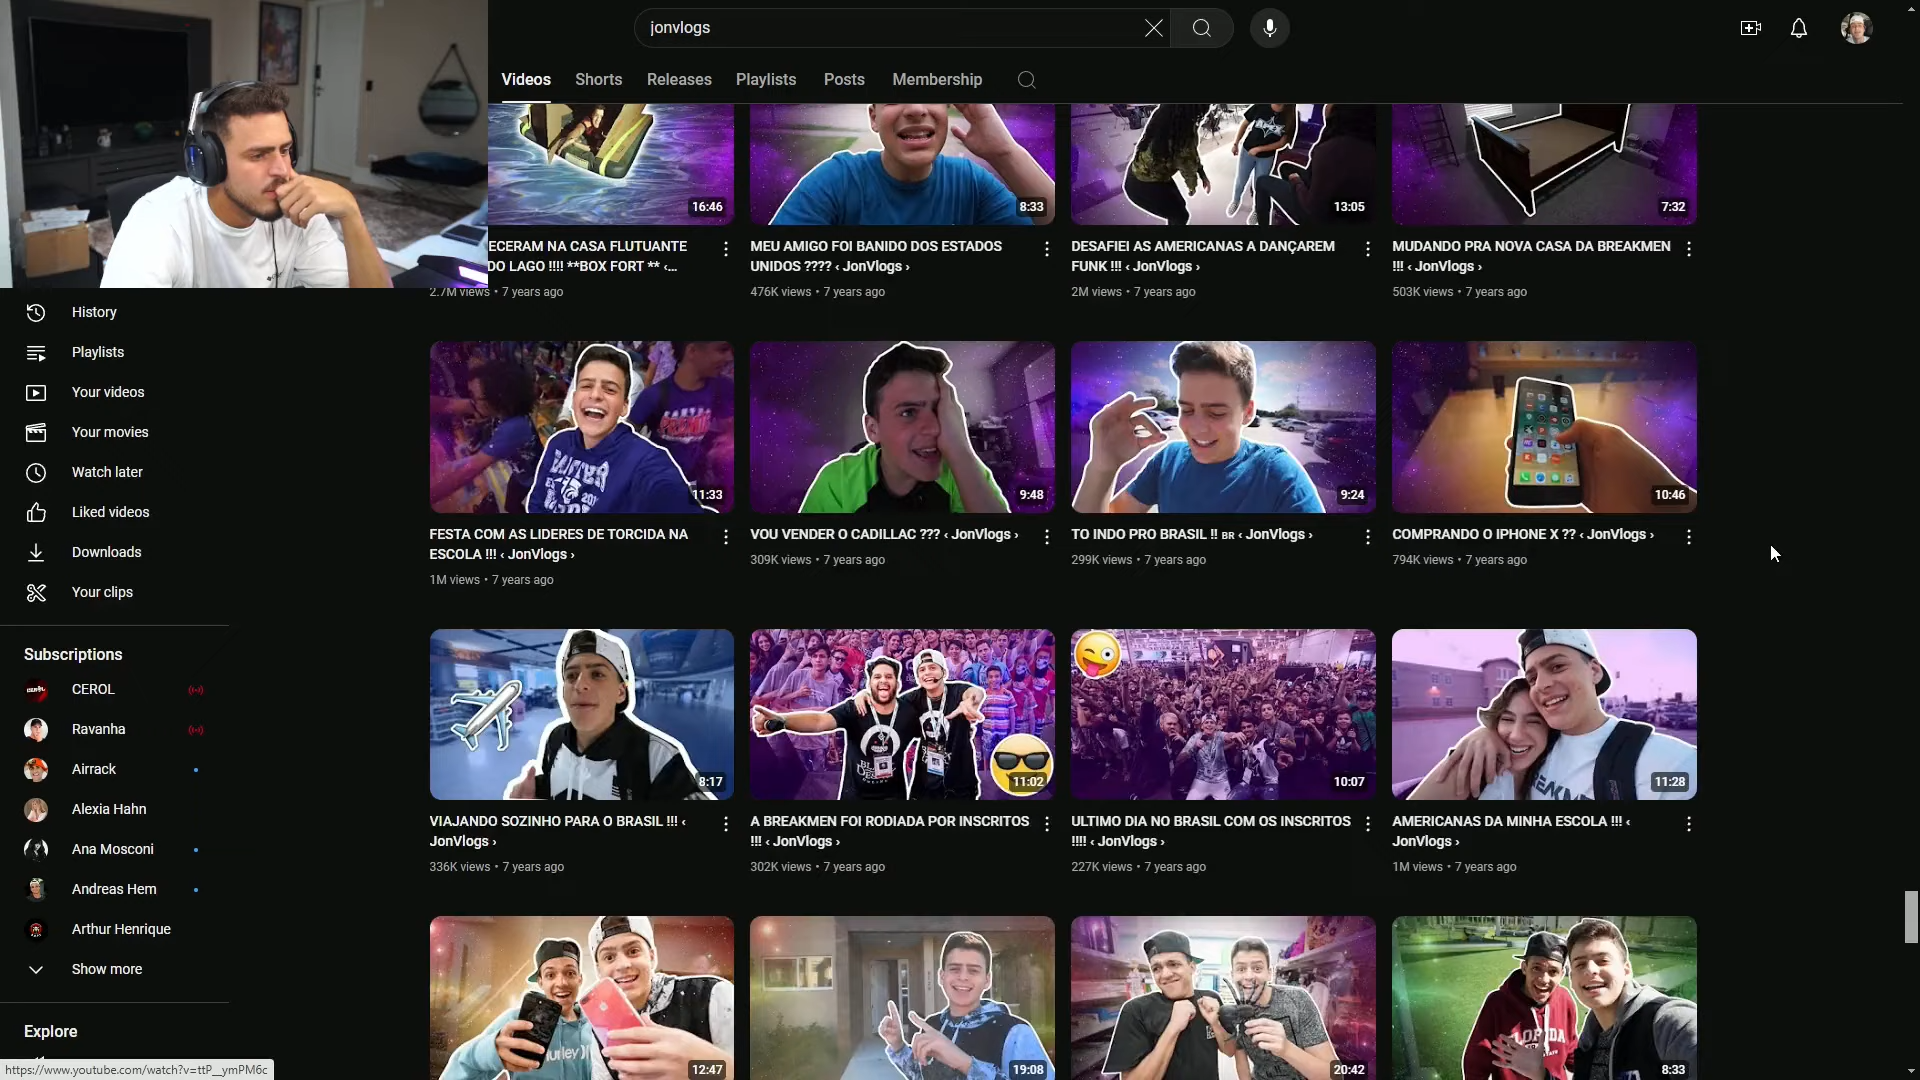 jonvlogs
Videos Shorts Releases Playlists Posts Membership
16:46
8:33
13:05
7:32
ECERAM NA CASA FLUTUANTE
DO LAGO !!!! **BOX FORT ** ‹...
2.7M views • 7 years ago
MEU AMIGO FOI BANIDO DOS ESTADOS
UNIDOS ???? ‹ JonVlogs ›
476K views • 7 years ago
DESAFIEI AS AMERICANAS A DANÇAREM
FUNK !!! ‹ JonVlogs ›
2M views • 7 years ago
MUDANDO PRA NOVA CASA DA BREAKMEN
!!! ‹ JonVlogs ›
503K views • 7 years ago
History
Playlists
Your videos
Your movies
Watch later
Liked videos
Downloads
Your clips
Subscriptions
CEROL
Ravanha
Airrack
Alexia Hahn
Ana Mosconi
Andreas Hem
Arthur Henrique
Show more
Explore
11:33
9:48
9:24
10:46
FESTA COM AS LIDERES DE TORCIDA NA
ESCOLA !!! ‹ JonVlogs ›
1M views • 7 years ago
VOU VENDER O CADILLAC ??? ‹ JonVlogs ›
309K views • 7 years ago
TO INDO PRO BRASIL !! BR ‹ JonVlogs ›
299K views • 7 years ago
COMPRANDO O IPHONE X ?? ‹ JonVlogs ›
794K views • 7 years ago
8:17
11:02
10:07
11:28
VIAJANDO SOZINHO PARA O BRASIL !!! ‹
JonVlogs ›
336K views • 7 years ago
A BREAKMEN FOI RODIADA POR INSCRITOS
!!! ‹ JonVlogs ›
302K views • 7 years ago
ULTIMO DIA NO BRASIL COM OS INSCRITOS
!!!! ‹ JonVlogs ›
227K views • 7 years ago
AMERICANAS DA MINHA ESCOLA !!! ‹
JonVlogs ›
1M views • 7 years ago
12:47
19:08
20:42
8:33
https://www.youtube.com/watch?v=ttP__ymPM6c